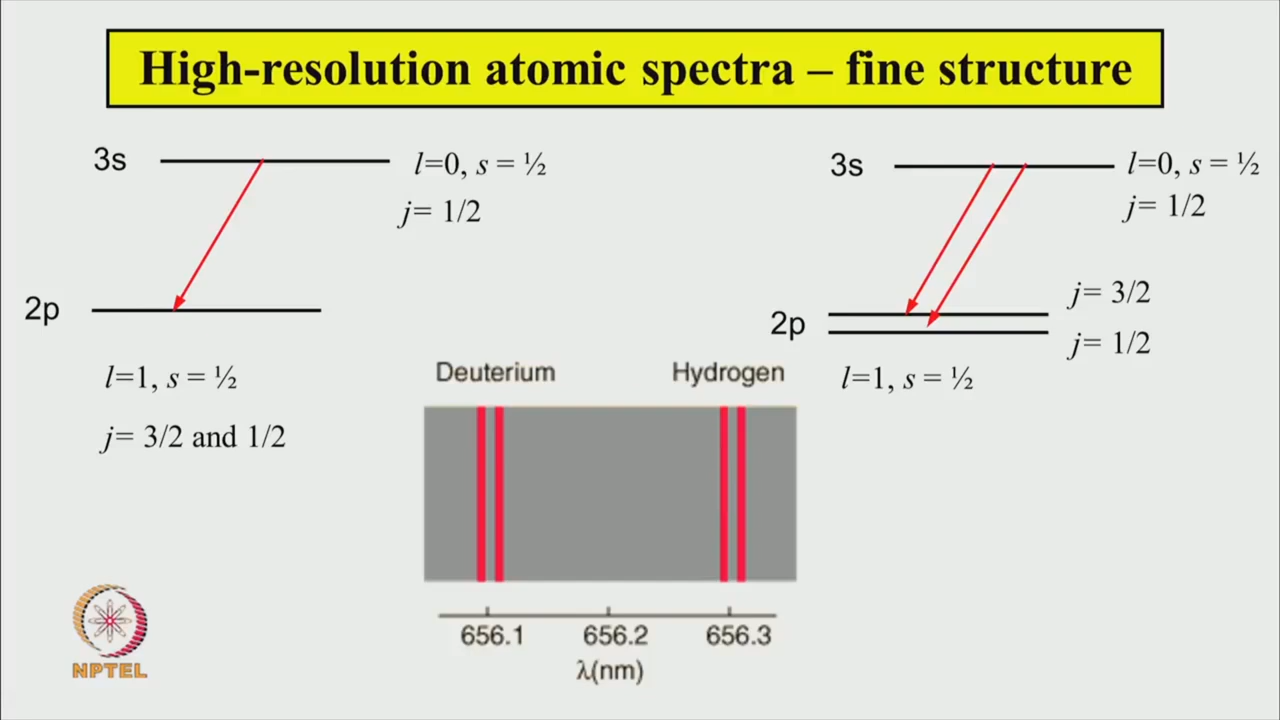 High-resolution atomic spectra – fine structure
3s
l=0, s = ½
j= 1/2
2p
l=1, s = ½
j= 3/2 and 1/2
3s
l=0, s = ½
j= 1/2
2p
j= 3/2
j= 1/2
l=1, s = ½
Deuterium Hydrogen
656.1 656.2 656.3
λ(nm)
NPTEL